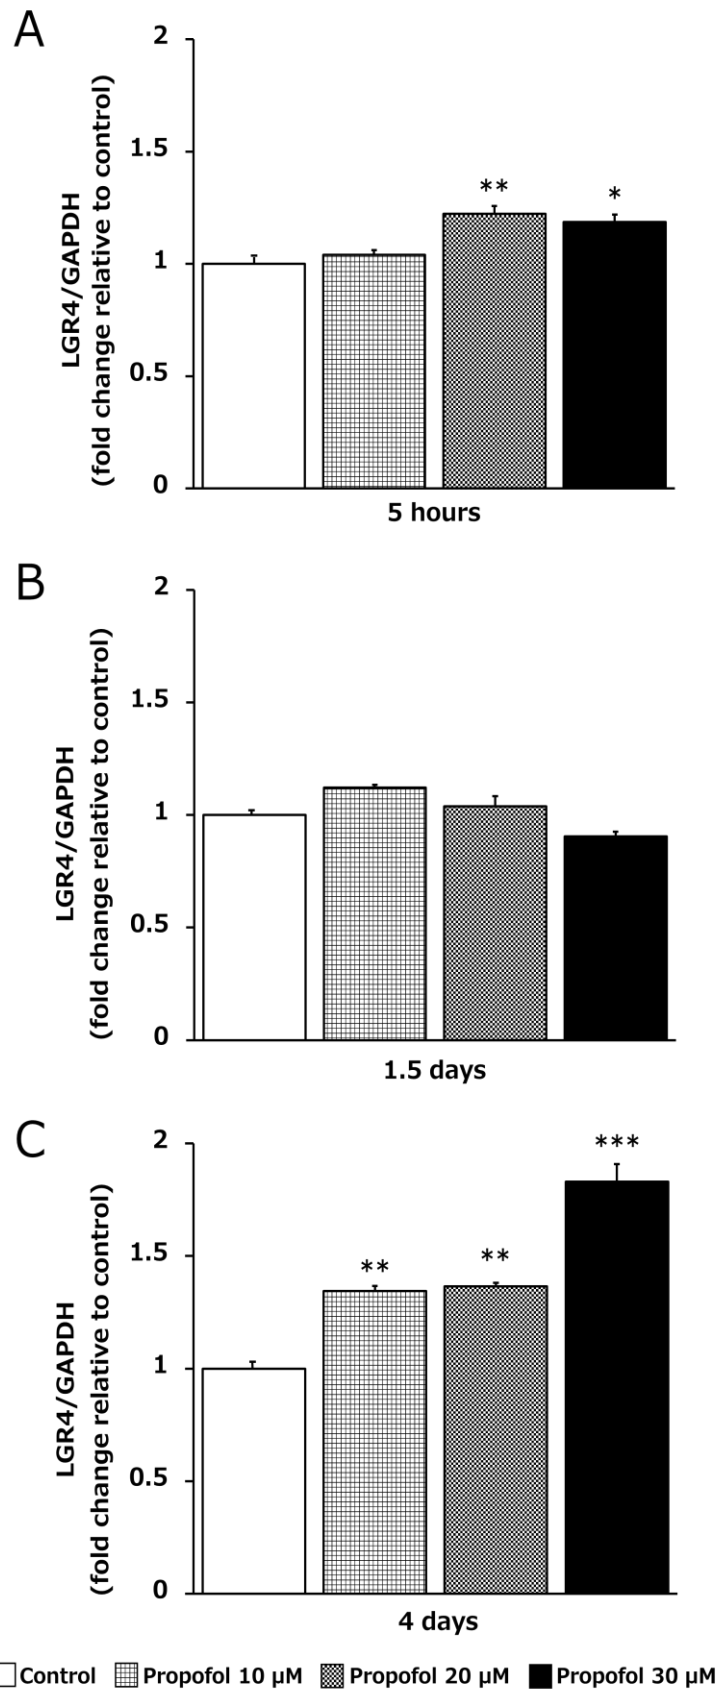 A
2
1.5
1
0.5
0
LGR4/GAPDH
(fold change relative to control)
**
*
5 hours
B
2
1.5
1
0.5
0
LGR4/GAPDH
(fold change relative to control)
1.5 days
C
2
1.5
1
0.5
0
LGR4/GAPDH
(fold change relative to control)
**
**
***
4 days
Control Propofol 10 μM Propofol 20 μM Propofol 30 μM